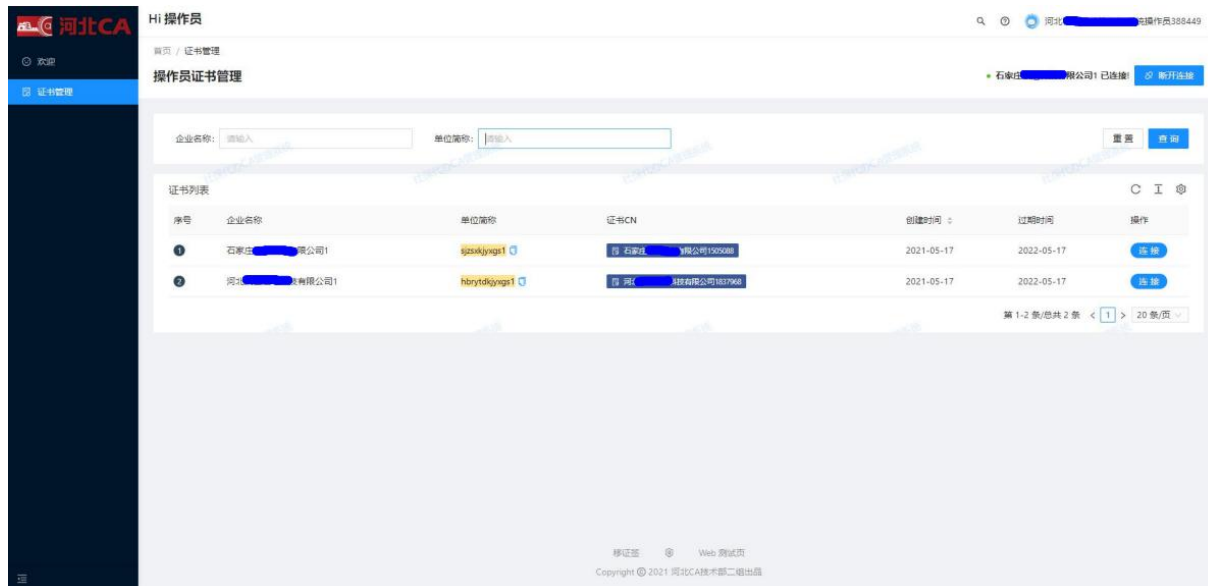 河北CA
Hi 操作员
河北 操作员388449
欢迎
证书管理
首页 / 证书管理
操作员证书管理
石家庄 限公司1 已连接! 断开连接
企业名称: 请输入 单位简称: 请输入 重置 查询
证书列表
序号 企业名称 单位简称 证书CN 创建时间 过期时间 操作
1 石家庄 限公司1 sjzsxkjyxgs1 石家庄 有限公司1505088 2021-05-17 2022-05-17 连接
2 河北 有限公司1 hbrytdkjyxgs1 河北 科技有限公司1837968 2021-05-17 2022-05-17 连接
第 1-2 条/总共 2 条 < 1 > 20 条/页
移证签 Web 测试页
Copyright © 2021 河北CA技术部二组出品